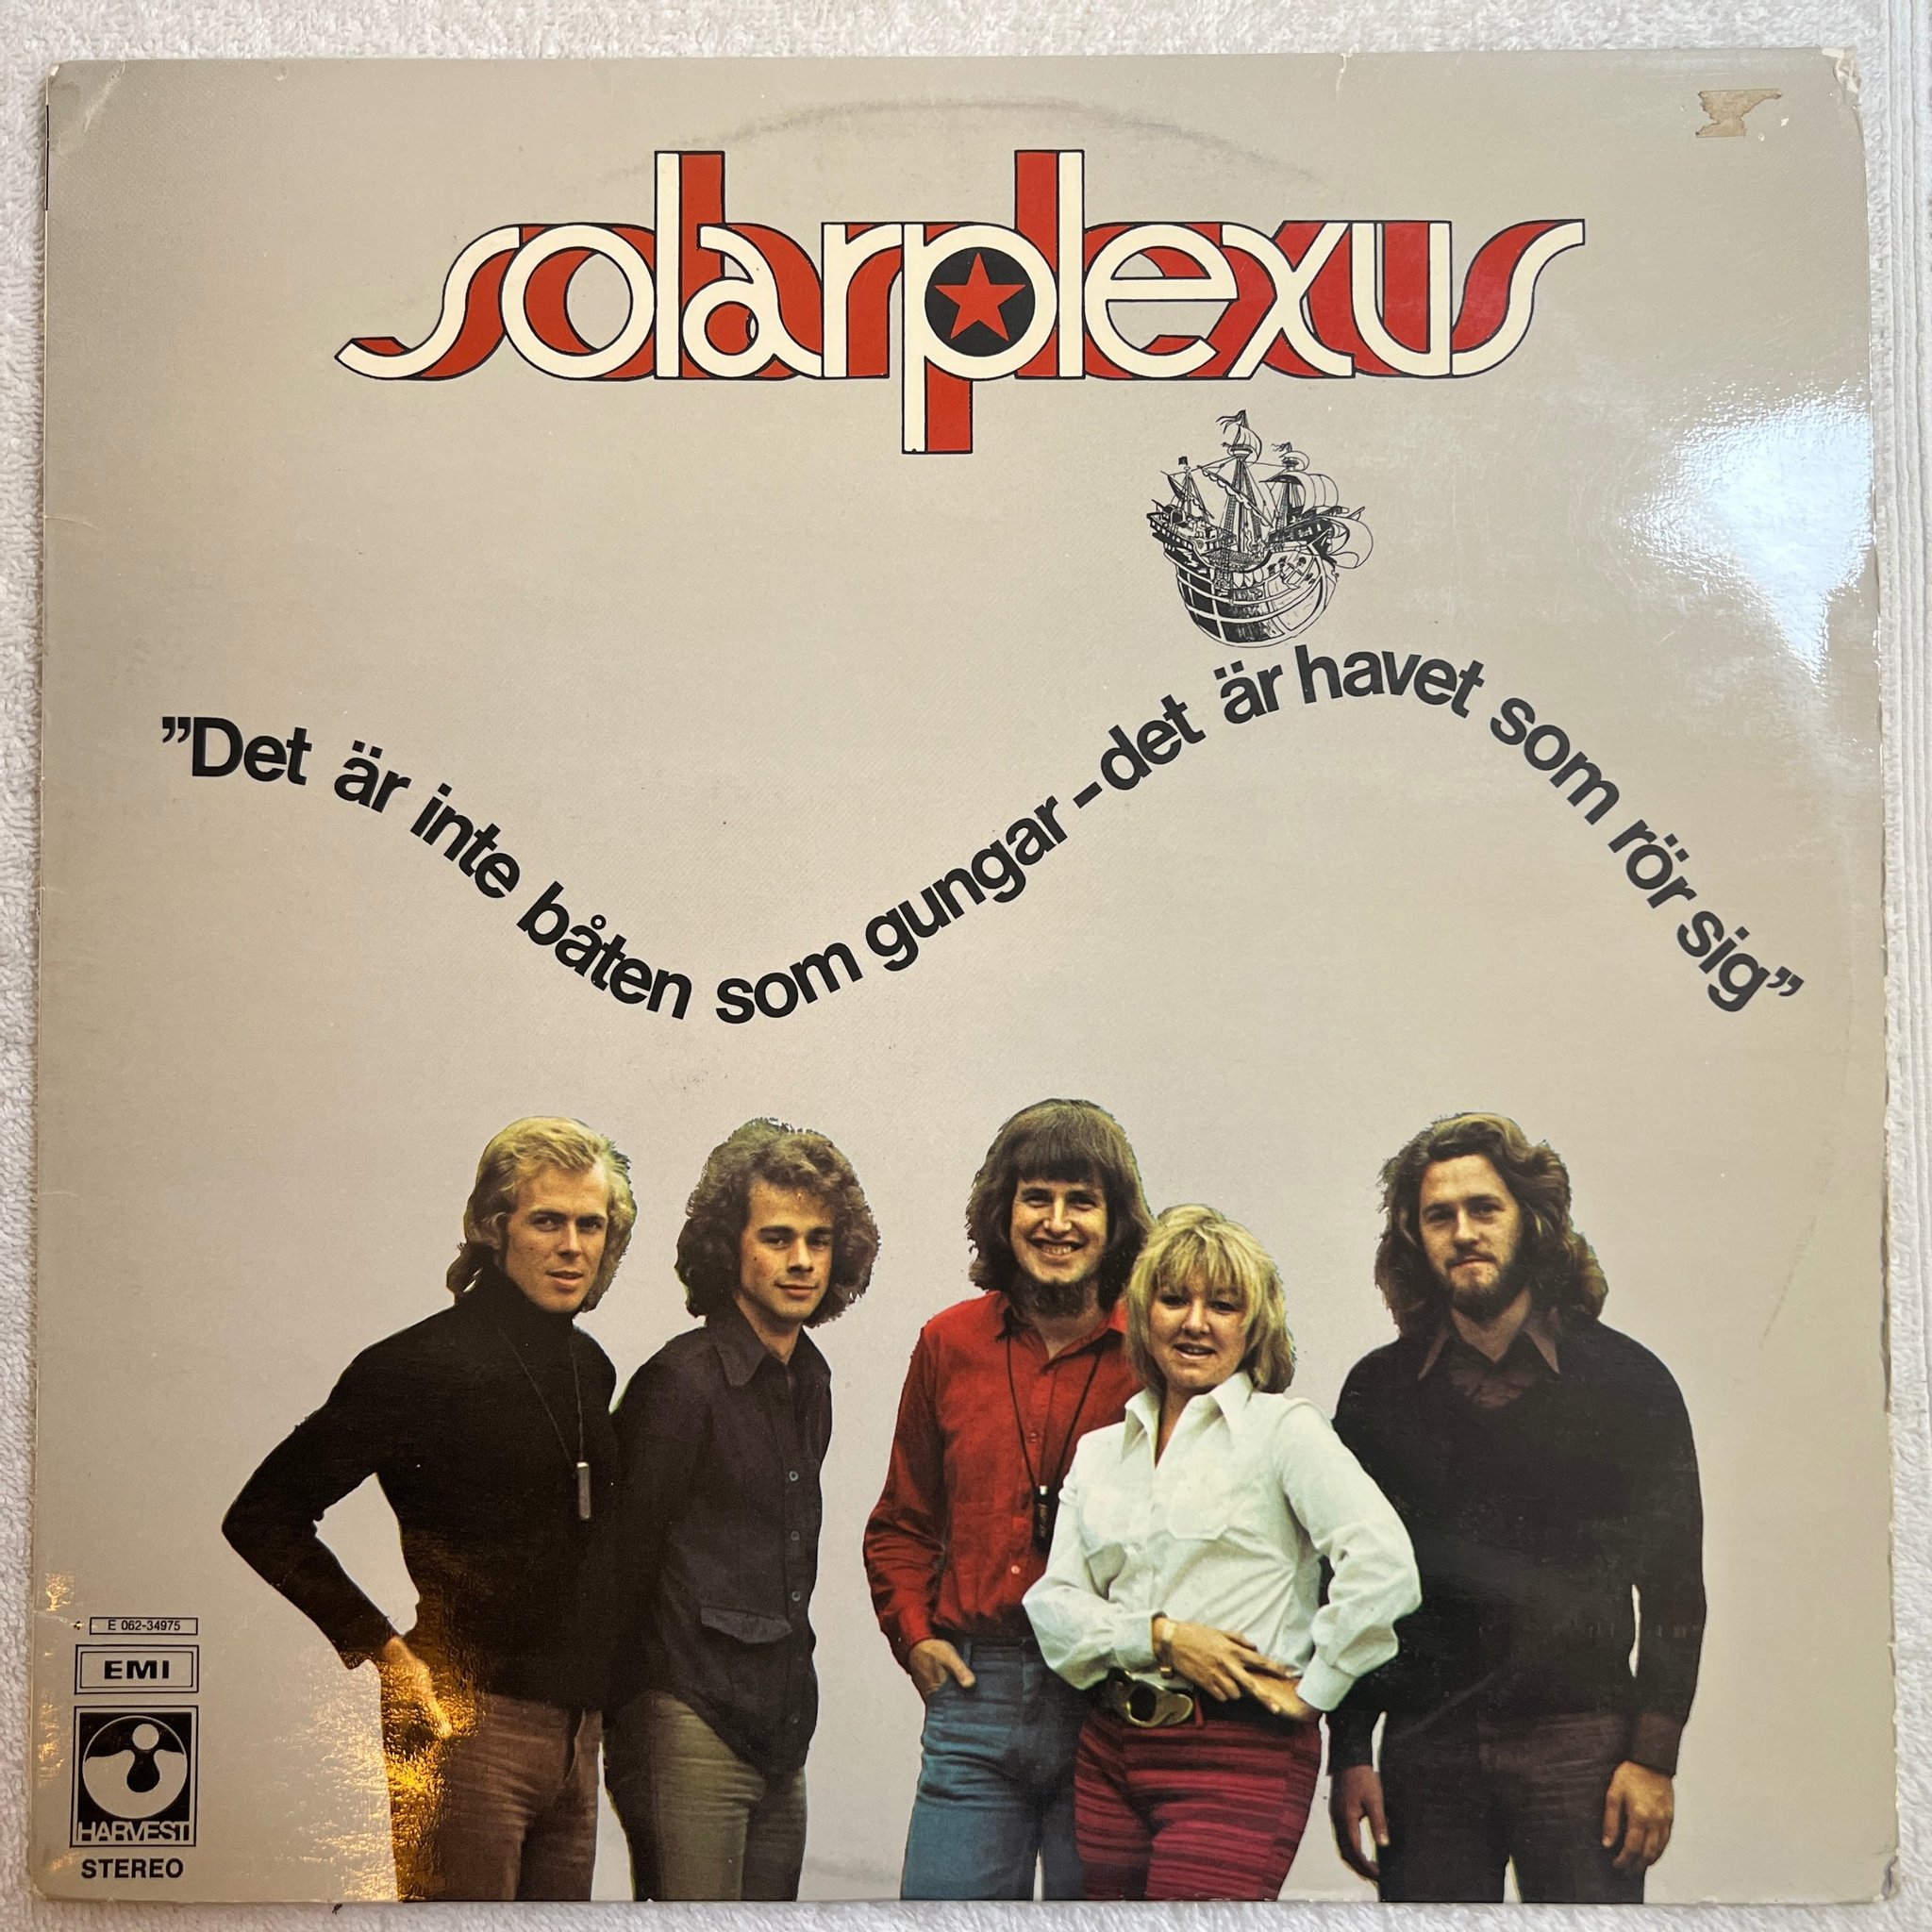 solarplexus
”Det är inte båten som gungar - det är havet som rör sig”
E 062-34975
EMI
HARVEST
STEREO